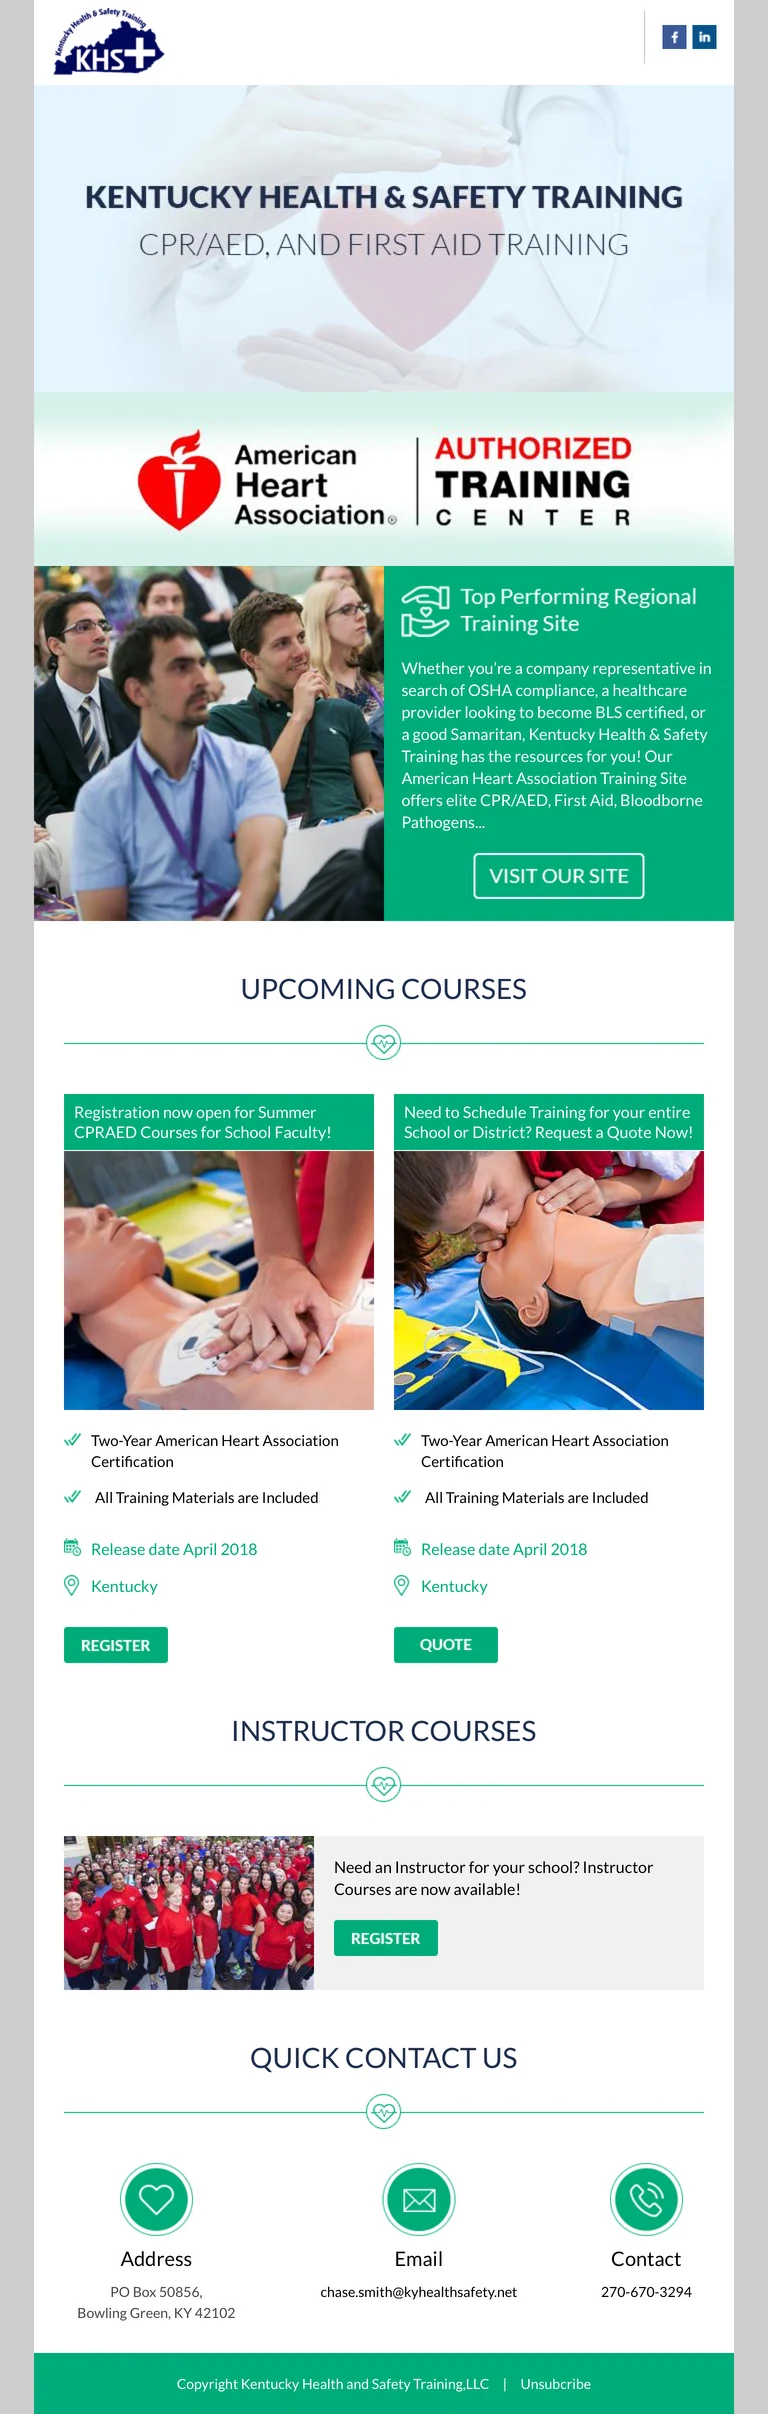 Kentucky Health & Safety Training
KHS
f
in
KENTUCKY HEALTH & SAFETY TRAINING
CPR/AED, AND FIRST AID TRAINING
American
Heart
Association®
AUTHORIZED
TRAINING
CENTER
Top Performing Regional
Training Site
Whether you're a company representative in
search of OSHA compliance, a healthcare
provider looking to become BLS certified, or
a good Samaritan, Kentucky Health & Safety
Training has the resources for you! Our
American Heart Association Training Site
offers elite CPR/AED, First Aid, Bloodborne
Pathogens...
VISIT OUR SITE
UPCOMING COURSES
Registration now open for Summer
CPRAED Courses for School Faculty!
Two-Year American Heart Association
Certification
All Training Materials are Included
Release date April 2018
Kentucky
REGISTER
Need to Schedule Training for your entire
School or District? Request a Quote Now!
Two-Year American Heart Association
Certification
All Training Materials are Included
Release date April 2018
Kentucky
QUOTE
INSTRUCTOR COURSES
Need an Instructor for your school? Instructor
Courses are now available!
REGISTER
QUICK CONTACT US
Address
PO Box 50856,
Bowling Green, KY 42102
Email
chase.smith@kyhealthsafety.net
Contact
270-670-3294
Copyright Kentucky Health and Safety Training,LLC | Unsubcribe